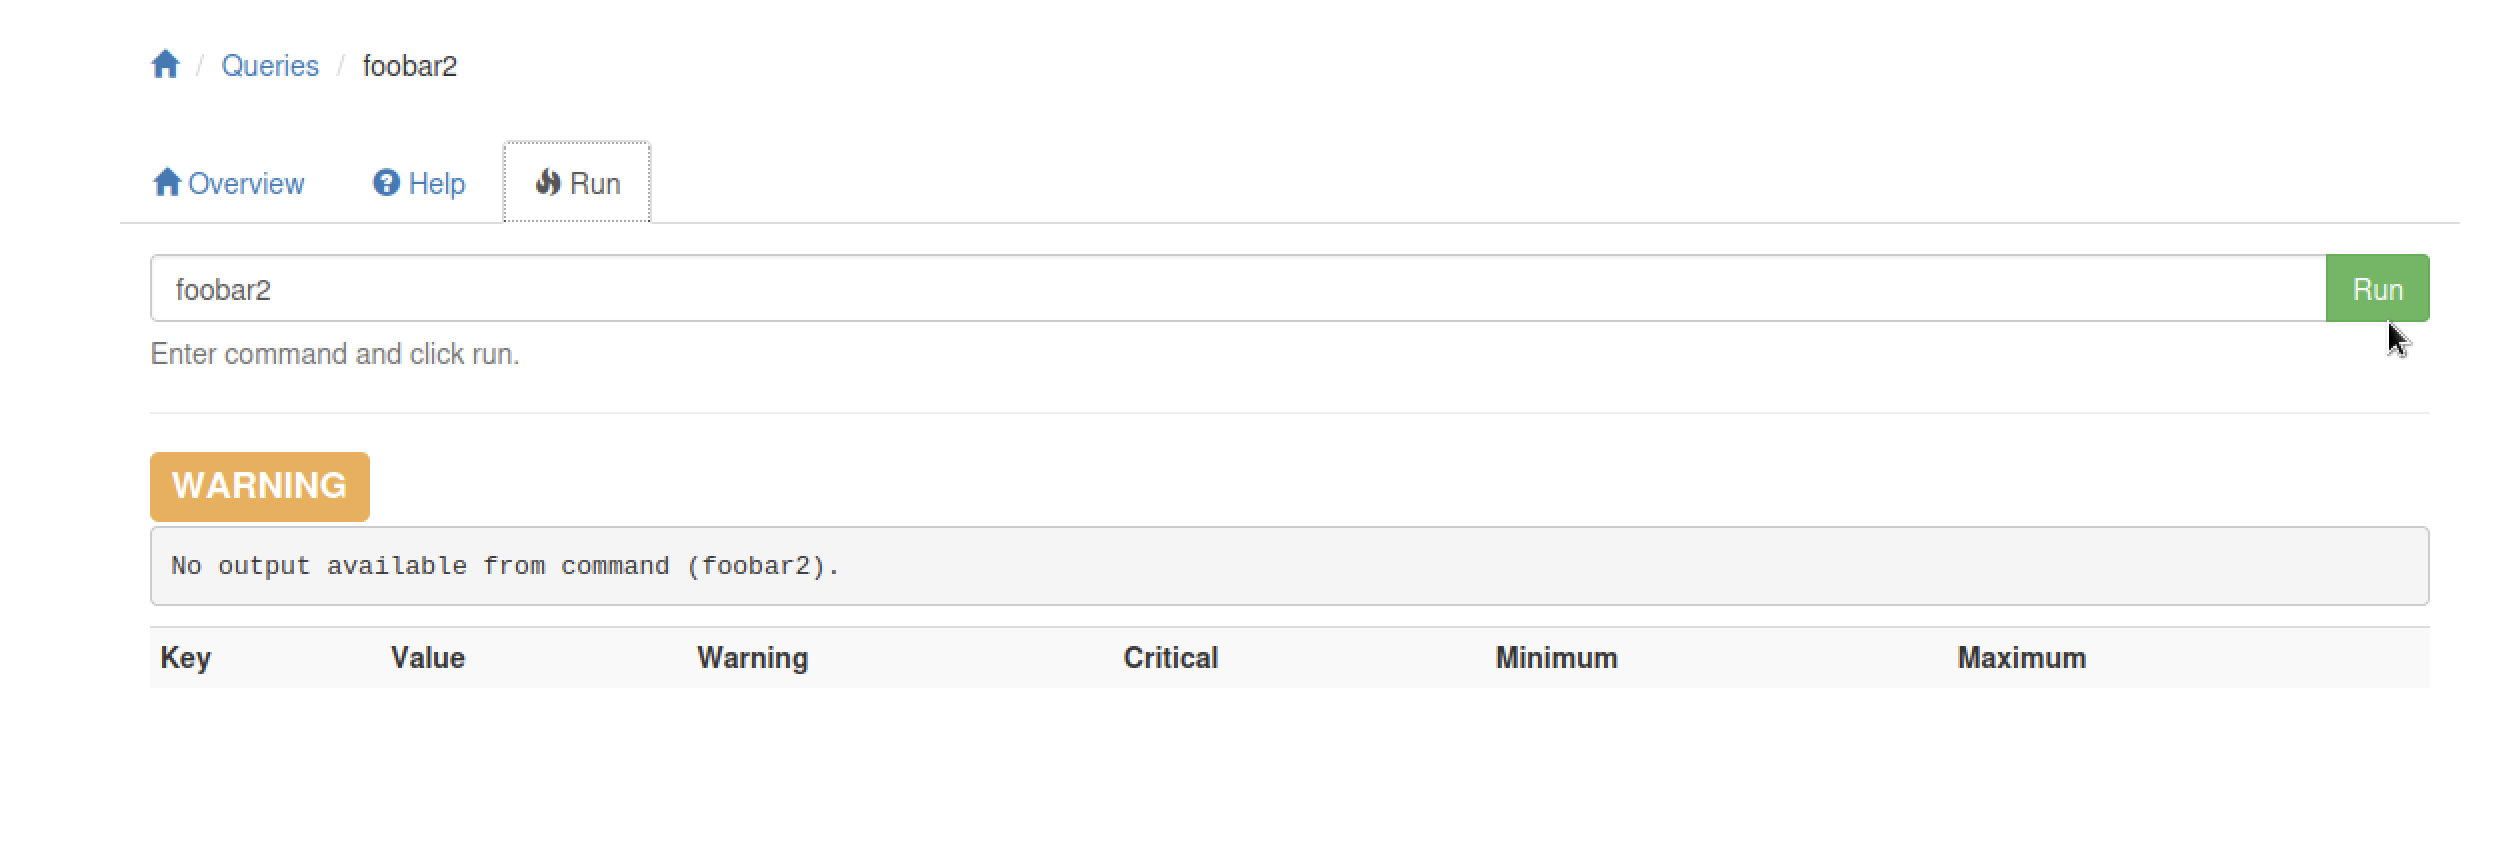 / Queries / foobar2
Overview Help Run
foobar2 Run
Enter command and click run.
WARNING
No output available from command (foobar2).
Key Value Warning Critical Minimum Maximum